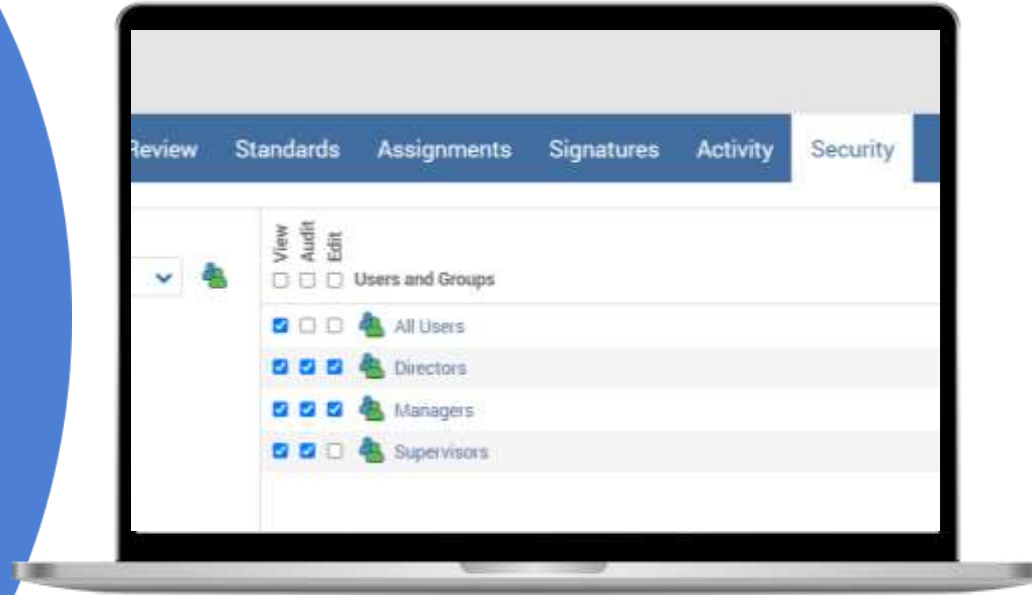 Review Standards Assignments Signatures Activity Security
View Audit Edit
Users and Groups
All Users
Directors
Managers
Supervisors